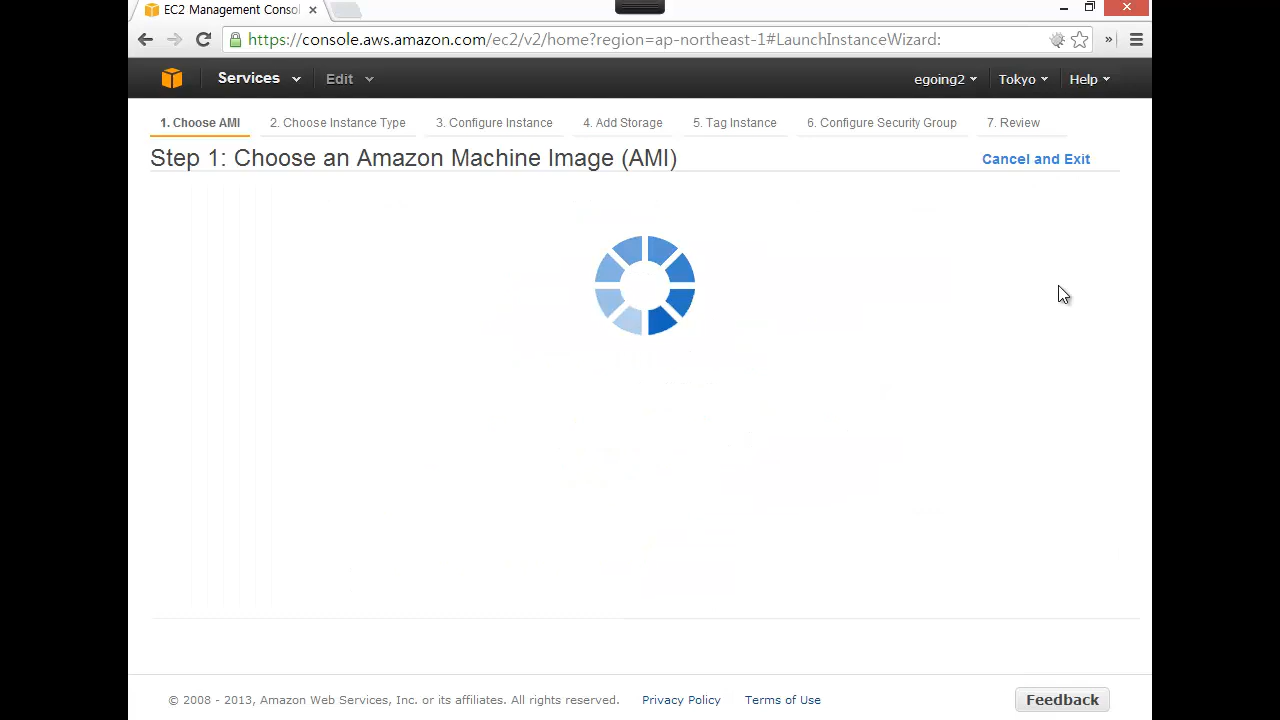 EC2 Management Consol
https://console.aws.amazon.com/ec2/v2/home?region=ap-northeast-1#LaunchInstanceWizard:
Services Edit egoing2 Tokyo Help
1. Choose AMI 2. Choose Instance Type 3. Configure Instance 4. Add Storage 5. Tag Instance 6. Configure Security Group 7. Review
Step 1: Choose an Amazon Machine Image (AMI) Cancel and Exit
© 2008 - 2013, Amazon Web Services, Inc. or its affiliates. All rights reserved. Privacy Policy Terms of Use Feedback